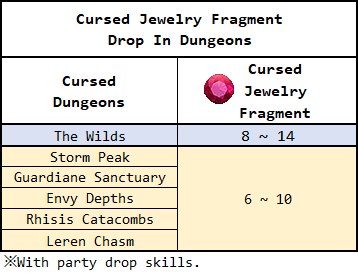 Cursed Jewelry Fragment
Drop In Dungeons
Cursed
Dungeons
Cursed
Jewelry
Fragment
The Wilds
8 ~ 14
Storm Peak
Guardiane Sanctuary
Envy Depths
Rhisis Catacombs
Leren Chasm
6 ~ 10
※With party drop skills.